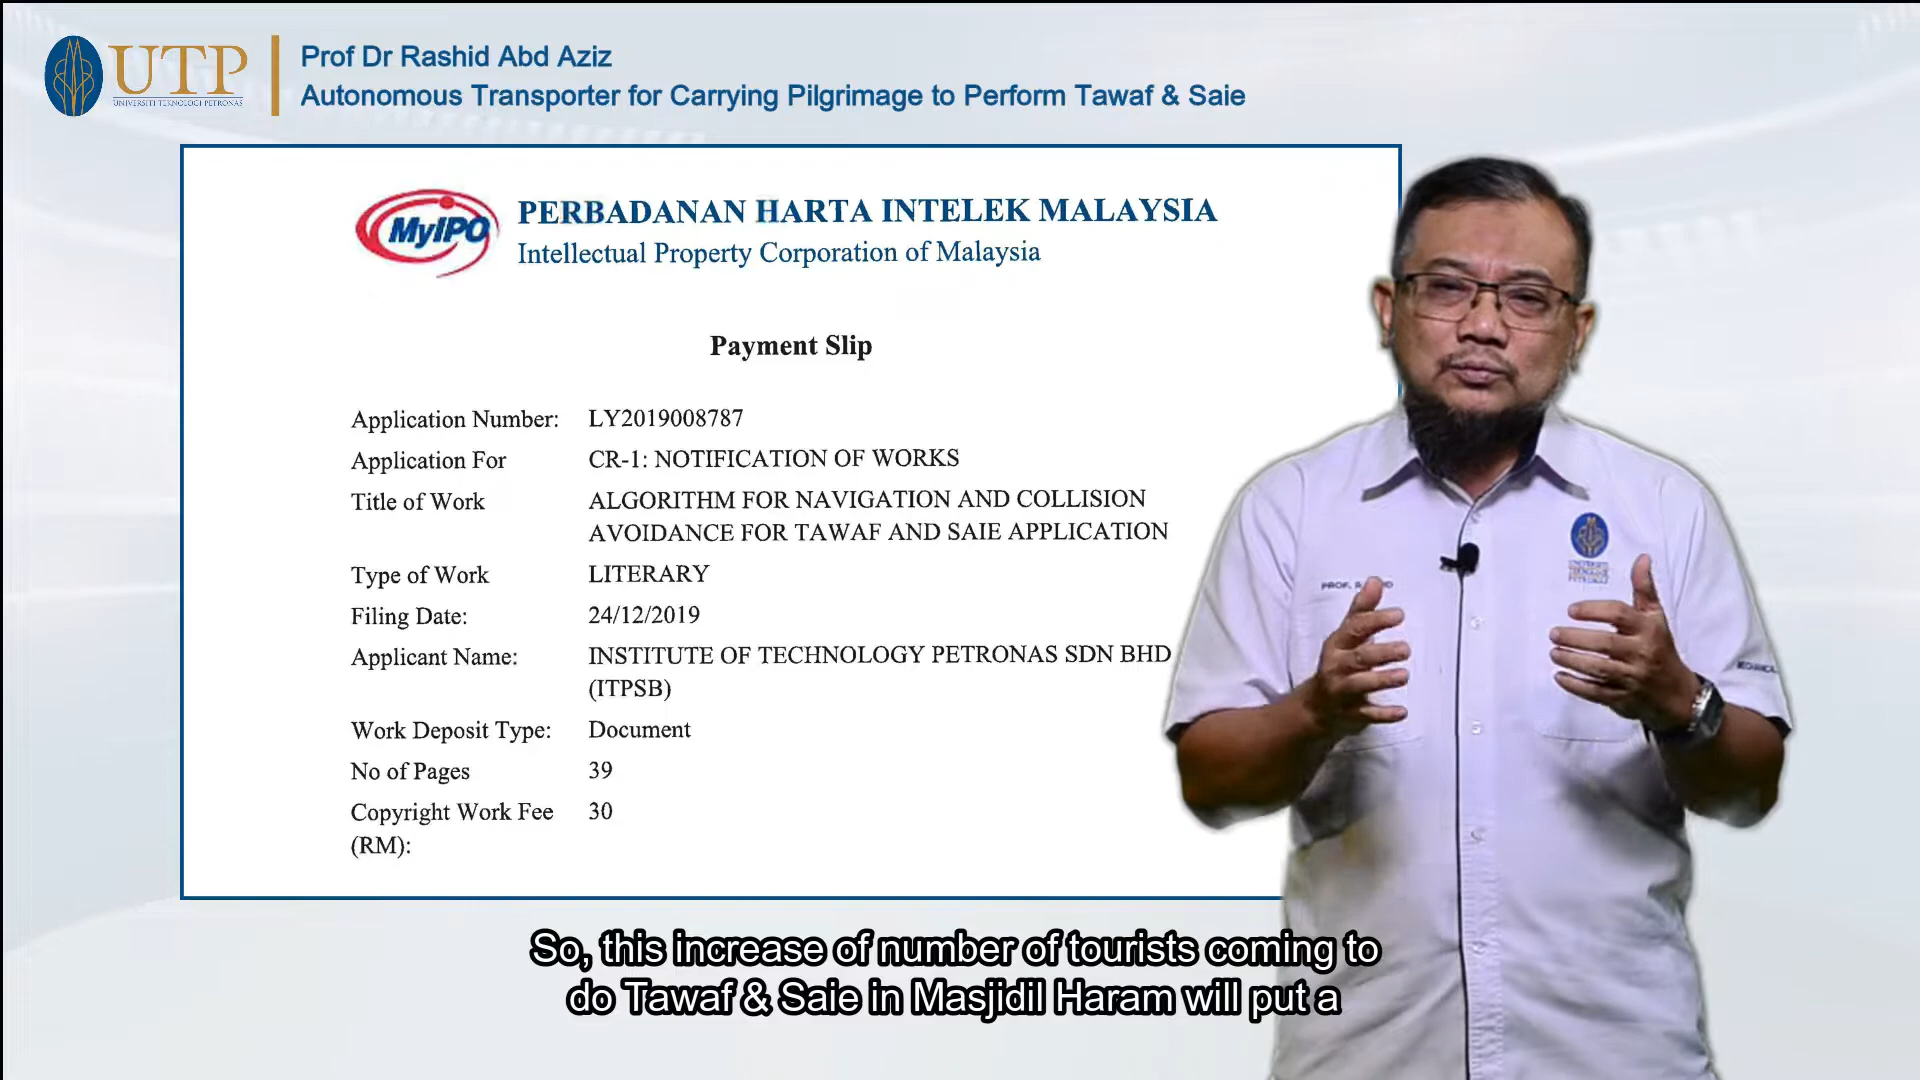 UTP
UNIVERSITI TEKNOLOGI PETRONAS
Prof Dr Rashid Abd Aziz
Autonomous Transporter for Carrying Pilgrimage to Perform Tawaf & Saie
MyIPO
PERBADANAN HARTA INTELEK MALAYSIA
Intellectual Property Corporation of Malaysia
Payment Slip
Application Number: LY2019008787
Application For CR-1: NOTIFICATION OF WORKS
Title of Work ALGORITHM FOR NAVIGATION AND COLLISION
AVOIDANCE FOR TAWAF AND SAIE APPLICATION
Type of Work LITERARY
Filing Date: 24/12/2019
Applicant Name: INSTITUTE OF TECHNOLOGY PETRONAS SDN BHD
(ITPSB)
Work Deposit Type: Document
No of Pages 39
Copyright Work Fee 30
(RM):
PROF.
UNIVERSITI
TEKNOLOGI
PETRONAS
So, this increase of number of tourists coming to
do Tawaf & Saie in Masjidil Haram will put a